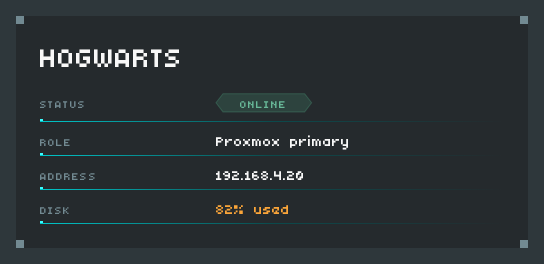 HOGWARTS
STATUS ONLINE
ROLE Proxmox primary
ADDRESS 192.168.4.20
DISK 82% used